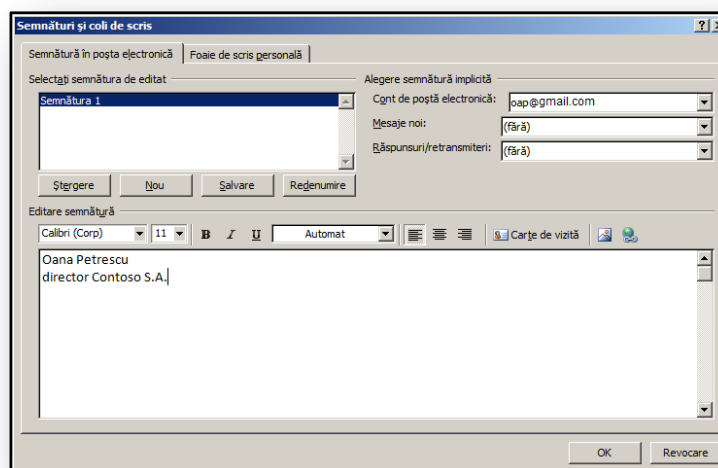 Semnături și coli de scris
Semnătură în poșta electronică
Foaie de scris personală
Selectați semnătura de editat
Alegere semnătură implicită
Semnătura 1
Cont de poștă electronică:
oap@gmail.com
Mesaje noi:
(fără)
Răspunsuri/retransmiteri:
(fără)
Ștergere
Nou
Salvare
Redenumire
Editare semnătură
Calibri (Corp)
11
B
I
U
Automat
Carte de vizită
Oana Petrescu
director Contoso S.A.
OK
Revocare